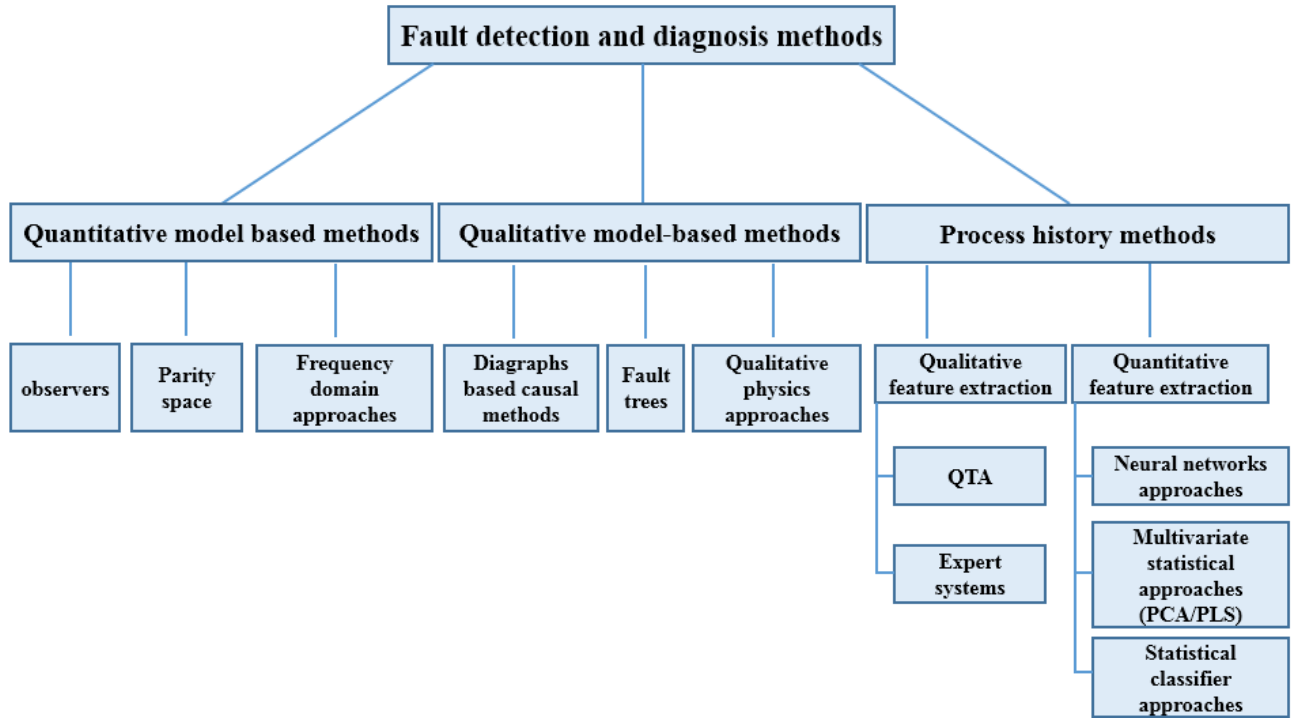 Fault detection and diagnosis methods
Quantitative model based methods
Qualitative model-based methods
Process history methods
observers
Parity
space
Frequency
domain
approaches
Diagraphs
based causal
methods
Fault
trees
Qualitative
physics
approaches
Qualitative
feature extraction
Quantitative
feature extraction
QTA
Expert
systems
Neural networks
approaches
Multivariate
statistical
approaches
(PCA/PLS)
Statistical
classifier
approaches